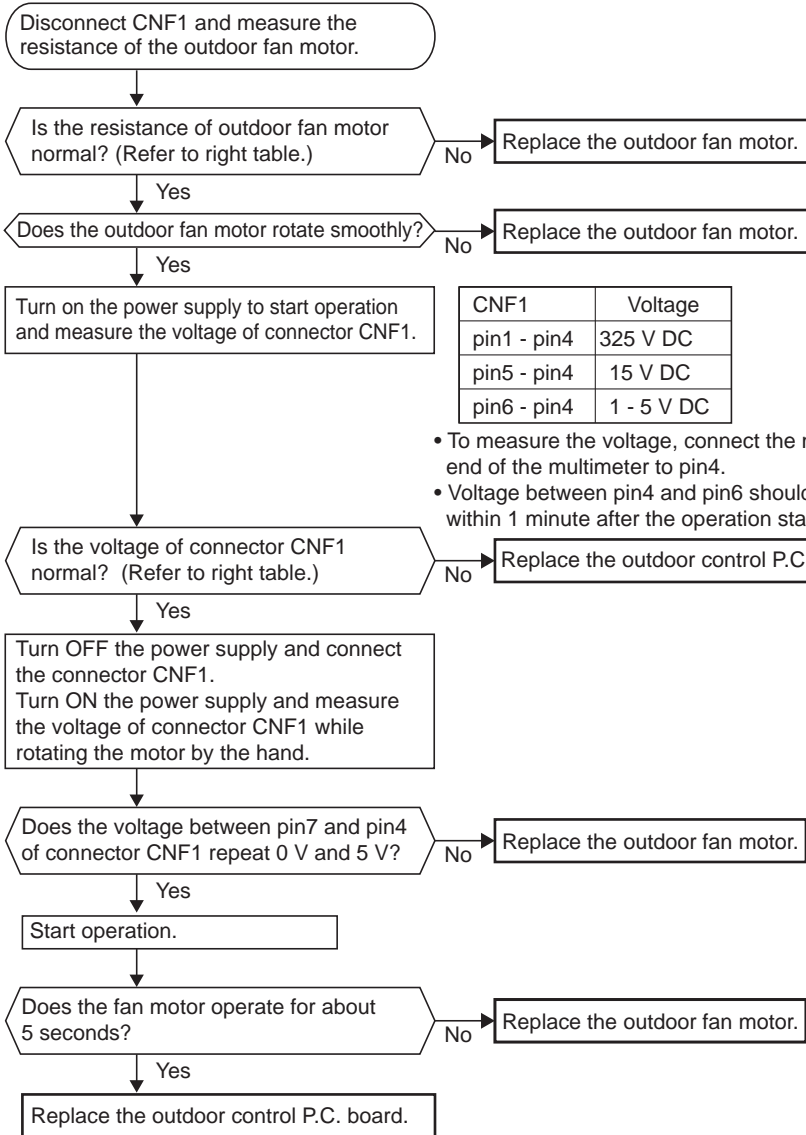 Disconnect CNF1 and measure the
resistance of the outdoor fan motor.
Is the resistance of outdoor fan motor
normal? (Refer to right table.)
No
Replace the outdoor fan motor.
Yes
Does the outdoor fan motor rotate smoothly?
No
Replace the outdoor fan motor.
Yes
Turn on the power supply to start operation
and measure the voltage of connector CNF1.
CNF1 Voltage
pin1 - pin4 325 V DC
pin5 - pin4 15 V DC
pin6 - pin4 1 - 5 V DC
• To measure the voltage, connect the
end of the multimeter to pin4.
• Voltage between pin4 and pin6
within 1 minute after the operation
Is the voltage of connector CNF1
normal? (Refer to right table.)
No
Replace the outdoor control P.C.
Yes
Turn OFF the power supply and connect
the connector CNF1.
Turn ON the power supply and measure
the voltage of connector CNF1 while
rotating the motor by the hand.
Does the voltage between pin7 and pin4
of connector CNF1 repeat 0 V and 5 V?
No
Replace the outdoor fan motor.
Yes
Start operation.
Does the fan motor operate for about
5 seconds?
No
Replace the outdoor fan motor.
Yes
Replace the outdoor control P.C. board.